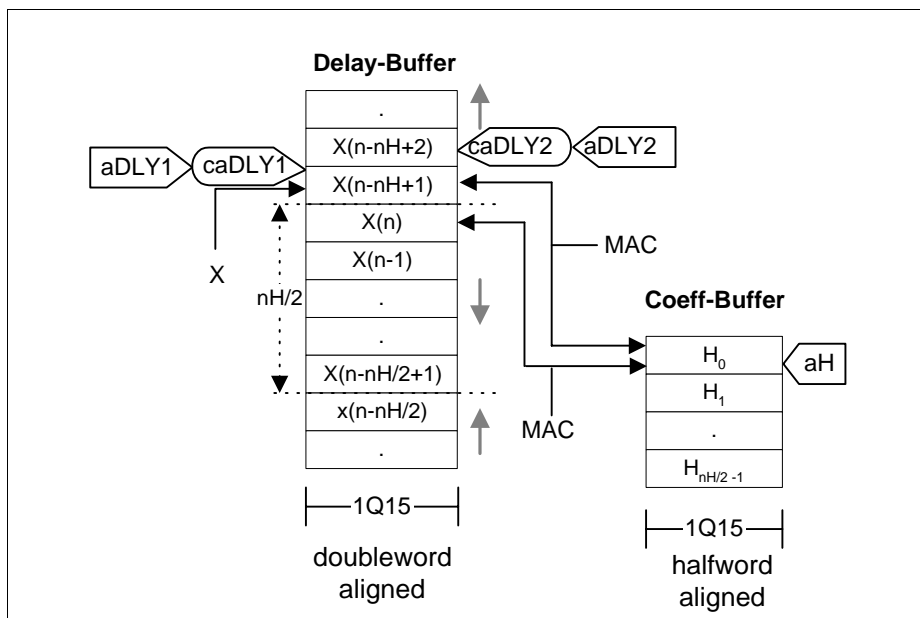 Delay-Buffer
.
X(n-nH+2)
X(n-nH+1)
X(n)
X(n-1)
.
.
X(n-nH/2+1)
x(n-nH/2)
.
aDLY1
caDLY1
caDLY2
aDLY2
X
nH/2
MAC
MAC
1Q15
doubleword
aligned
Coeff-Buffer
H0
H1
.
HnH/2 -1
aH
1Q15
halfword
aligned